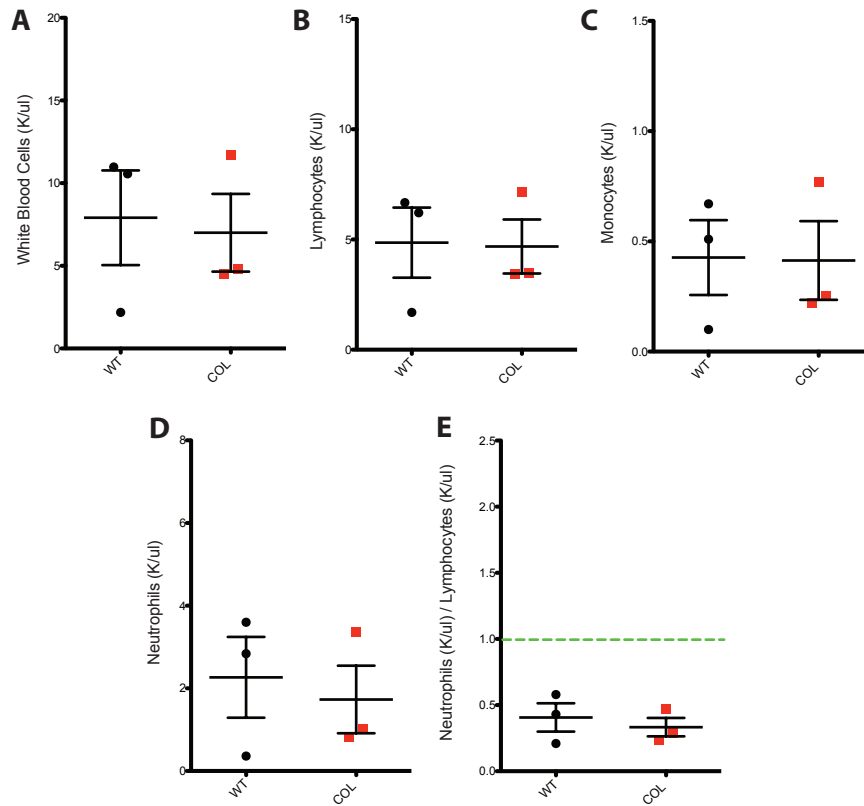 A
White Blood Cells (K/ul)
20
15
10
5
0
WT
COL
B
Lymphocytes (K/ul)
15
10
5
0
WT
COL
C
Monocytes (K/ul)
1.5
1.0
0.5
0.0
WT
COL
D
Neutrophils (K/ul)
8
6
4
2
0
WT
COL
E
Neutrophils (K/ul) / Lymphocytes (K/ul)
2.5
2.0
1.5
1.0
0.5
0.0
WT
COL